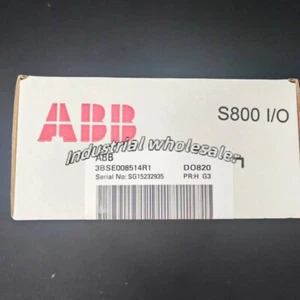 ABB
S800 I/O
Industrial wholesaler
ABB
3BSE008514R1 DO820
Serial No: SG15232935 PR:H G3